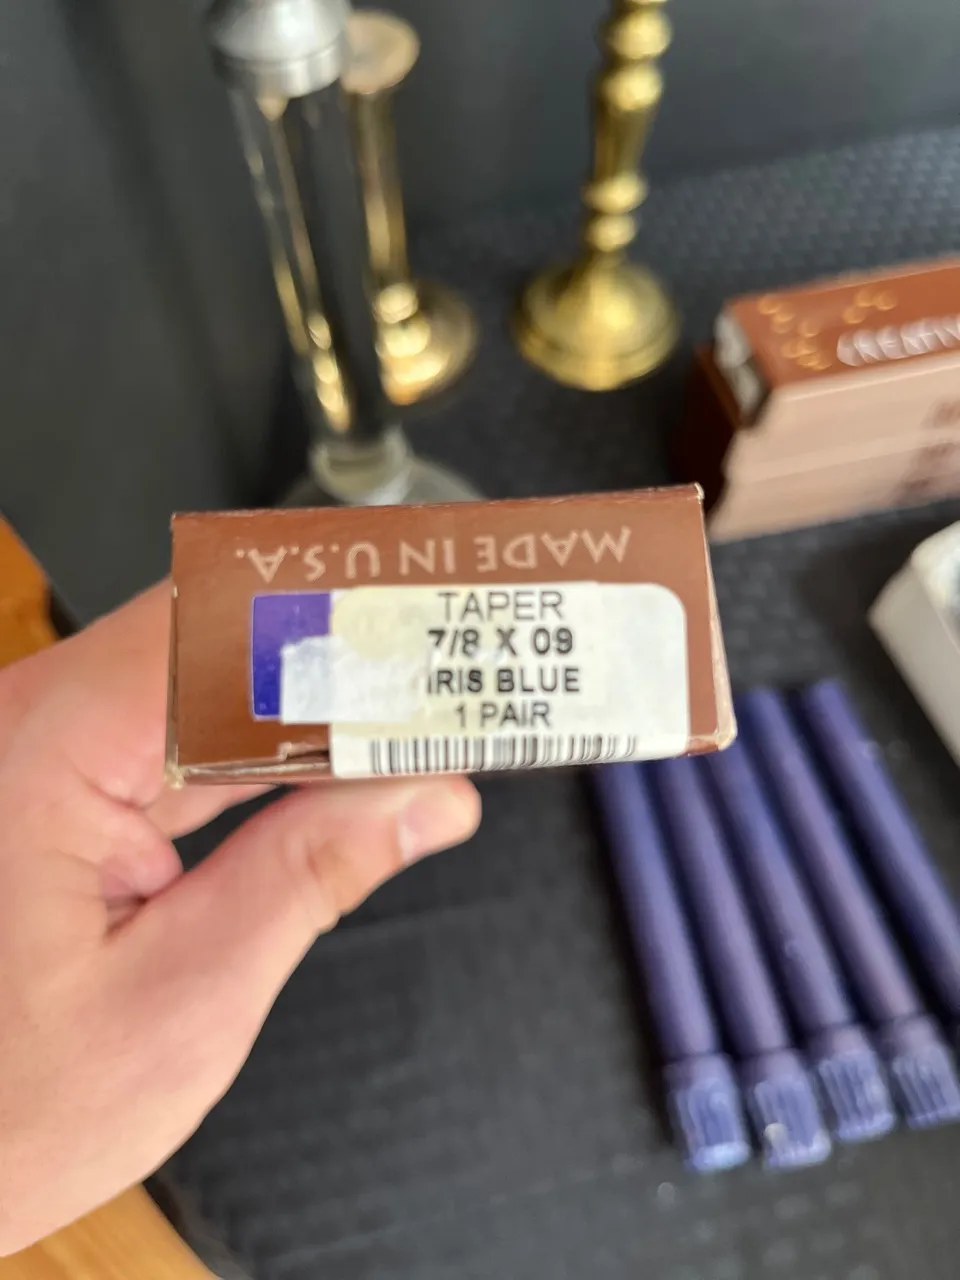 MADE IN U.S.A.
TAPER
7/8 X 09
IRIS BLUE
1 PAIR